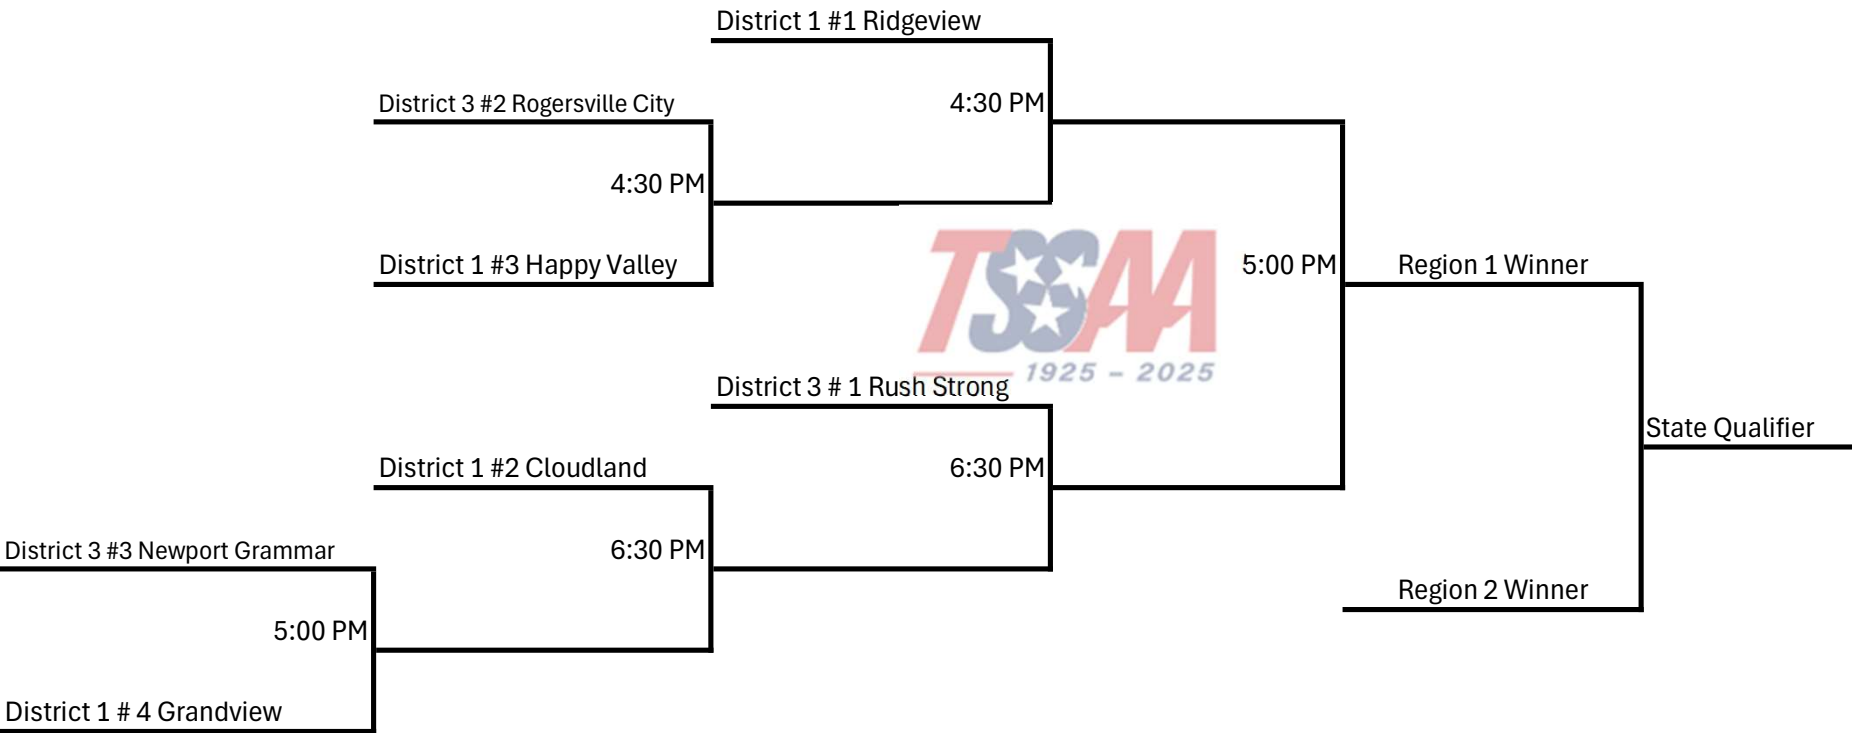 District 1 #1 Ridgeview
District 3 #2 Rogersville City
4:30 PM
4:30 PM
District 1 #3 Happy Valley
TSSAA
1925 – 2025
5:00 PM
Region 1 Winner
District 3 # 1 Rush Strong
State Qualifier
District 1 #2 Cloudland
6:30 PM
District 3 #3 Newport Grammar
6:30 PM
Region 2 Winner
5:00 PM
District 1 # 4 Grandview